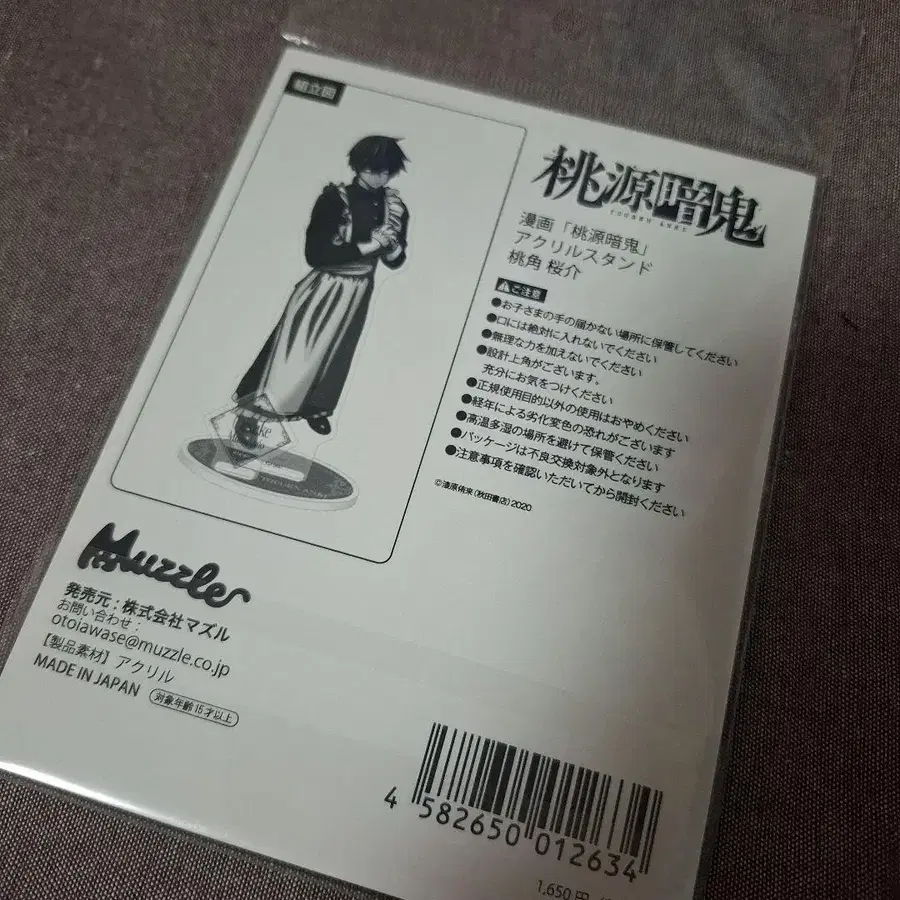 組立図
桃源暗鬼
TOUGEN ANKI
漫画「桃源暗鬼」
アクリルスタンド
桃角 桜介
ご注意
●お子さまの手の届かない場所に保管してください
●口には絶対に入れないでください
●無理な力を加えないでください
●設計上角がございます。
充分にお気をつけください
●正規使用目的以外の使用はおやめください
●経年による劣化変色の恐れがございます
●高温多湿の場所を避けて保管ください
●パッケージは不良交換対象外となります
●注意事項を確認いただいてから開封ください
©漆原侑来(秋田書店)2020
Muzzle
発売元：株式会社マズル
お問い合わせ：
otoiawase@muzzle.co.jp
【製品素材】アクリル
MADE IN JAPAN
対象年齢15才以上
4 582650 012634
1,650円